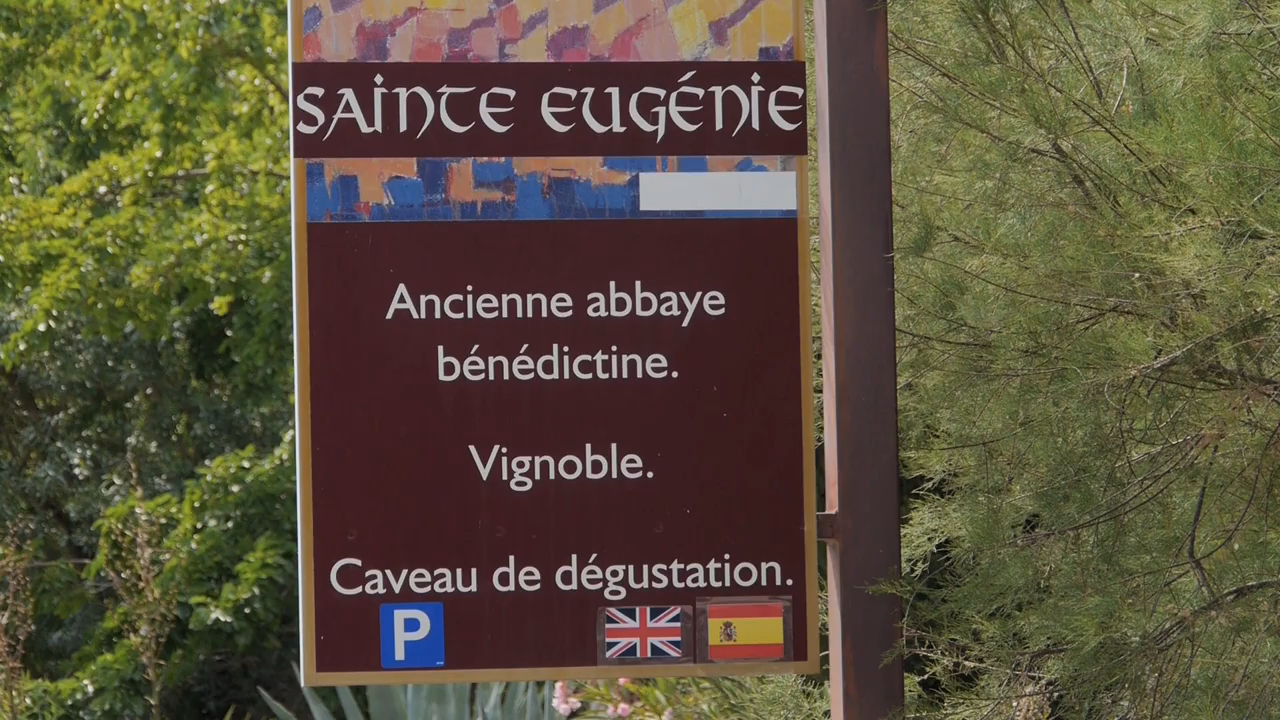 SAINTE EUGÉNIE
Ancienne abbaye
bénédictine.
Vignoble.
Caveau de dégustation.
P